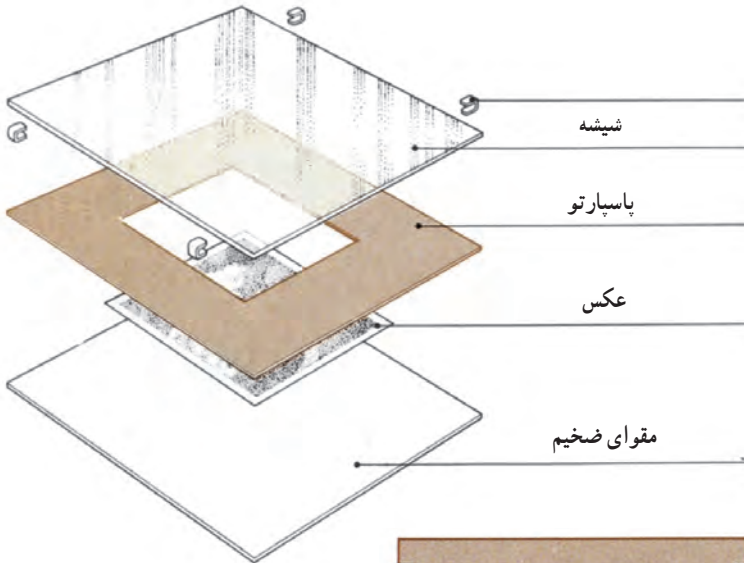 شیشه
پاسپارتو
عکس
مقوای ضخیم